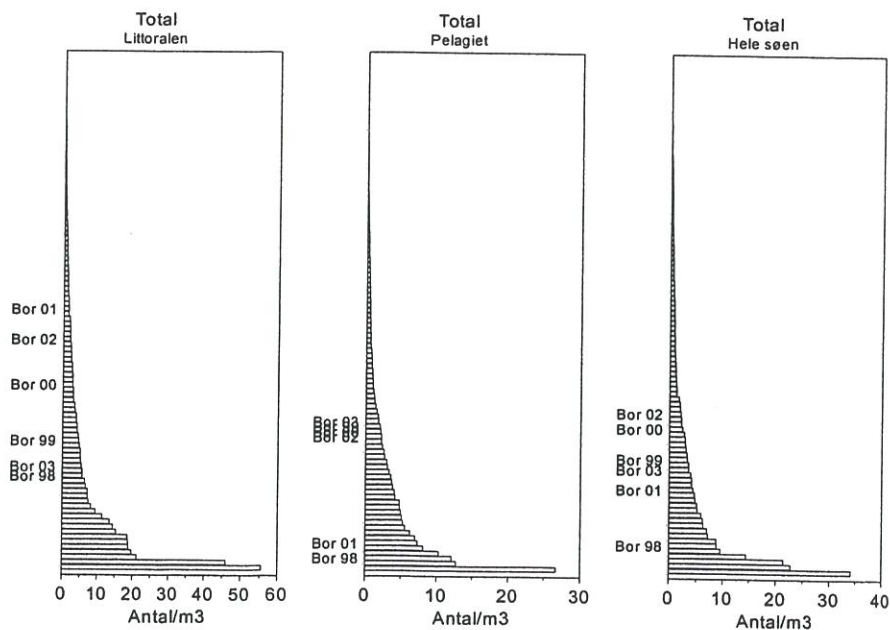 Total
Littoralen
Bor 01
Bor 02
Bor 00
Bor 99
Bor 03
Bor 98
0 10 20 30 40 50 60
Antal/m3
Total
Pelagiet
Bor 03
Bor 02
Bor 01
Bor 98
0 10 20 30
Antal/m3
Total
Hele søen
Bor 02
Bor 00
Bor 99
Bor 03
Bor 01
Bor 98
0 10 20 30 40
Antal/m3